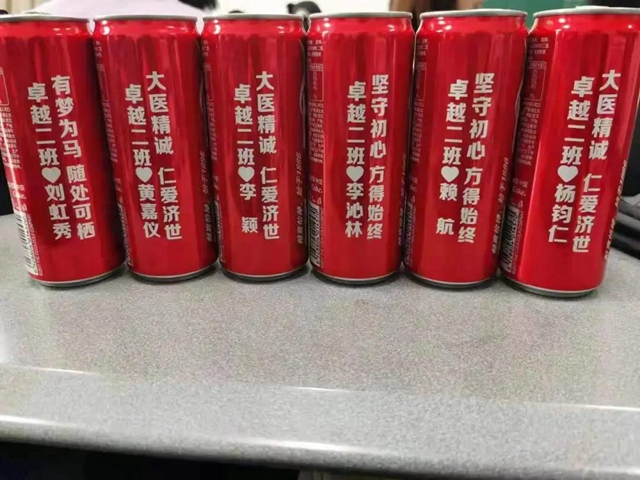 有梦为马 随处可栖
卓越二班
刘虹秀
大医精诚 仁爱济世
卓越二班
黄嘉仪
大医精诚 仁爱济世
卓越二班
李 颖
坚守初心 方得始终
卓越二班
李沁林
坚守初心 方得始终
卓越二班
赖 航
大医精诚 仁爱济世
卓越二班
杨钧仁